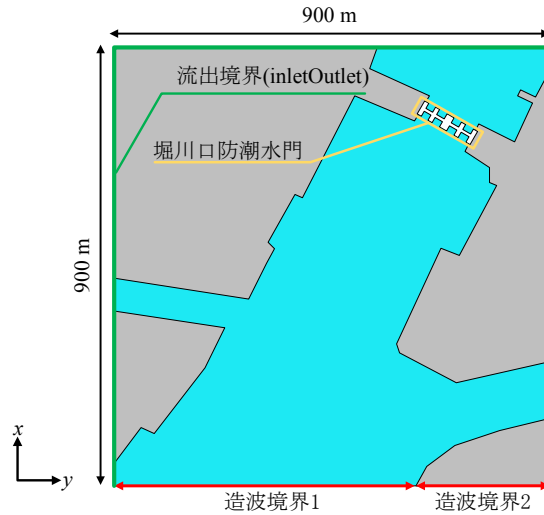 900 m
流出境界(inletOutlet)
堀川口防潮水門
900 m
x
y
造波境界1
造波境界2